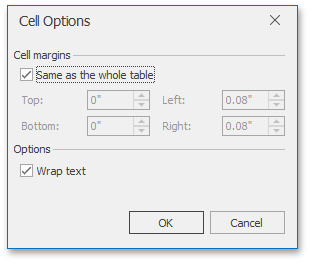 Cell Options
Cell margins
Same as the whole table
Top: 0" Left: 0.08"
Bottom: 0" Right: 0.08"
Options
Wrap text
OK Cancel